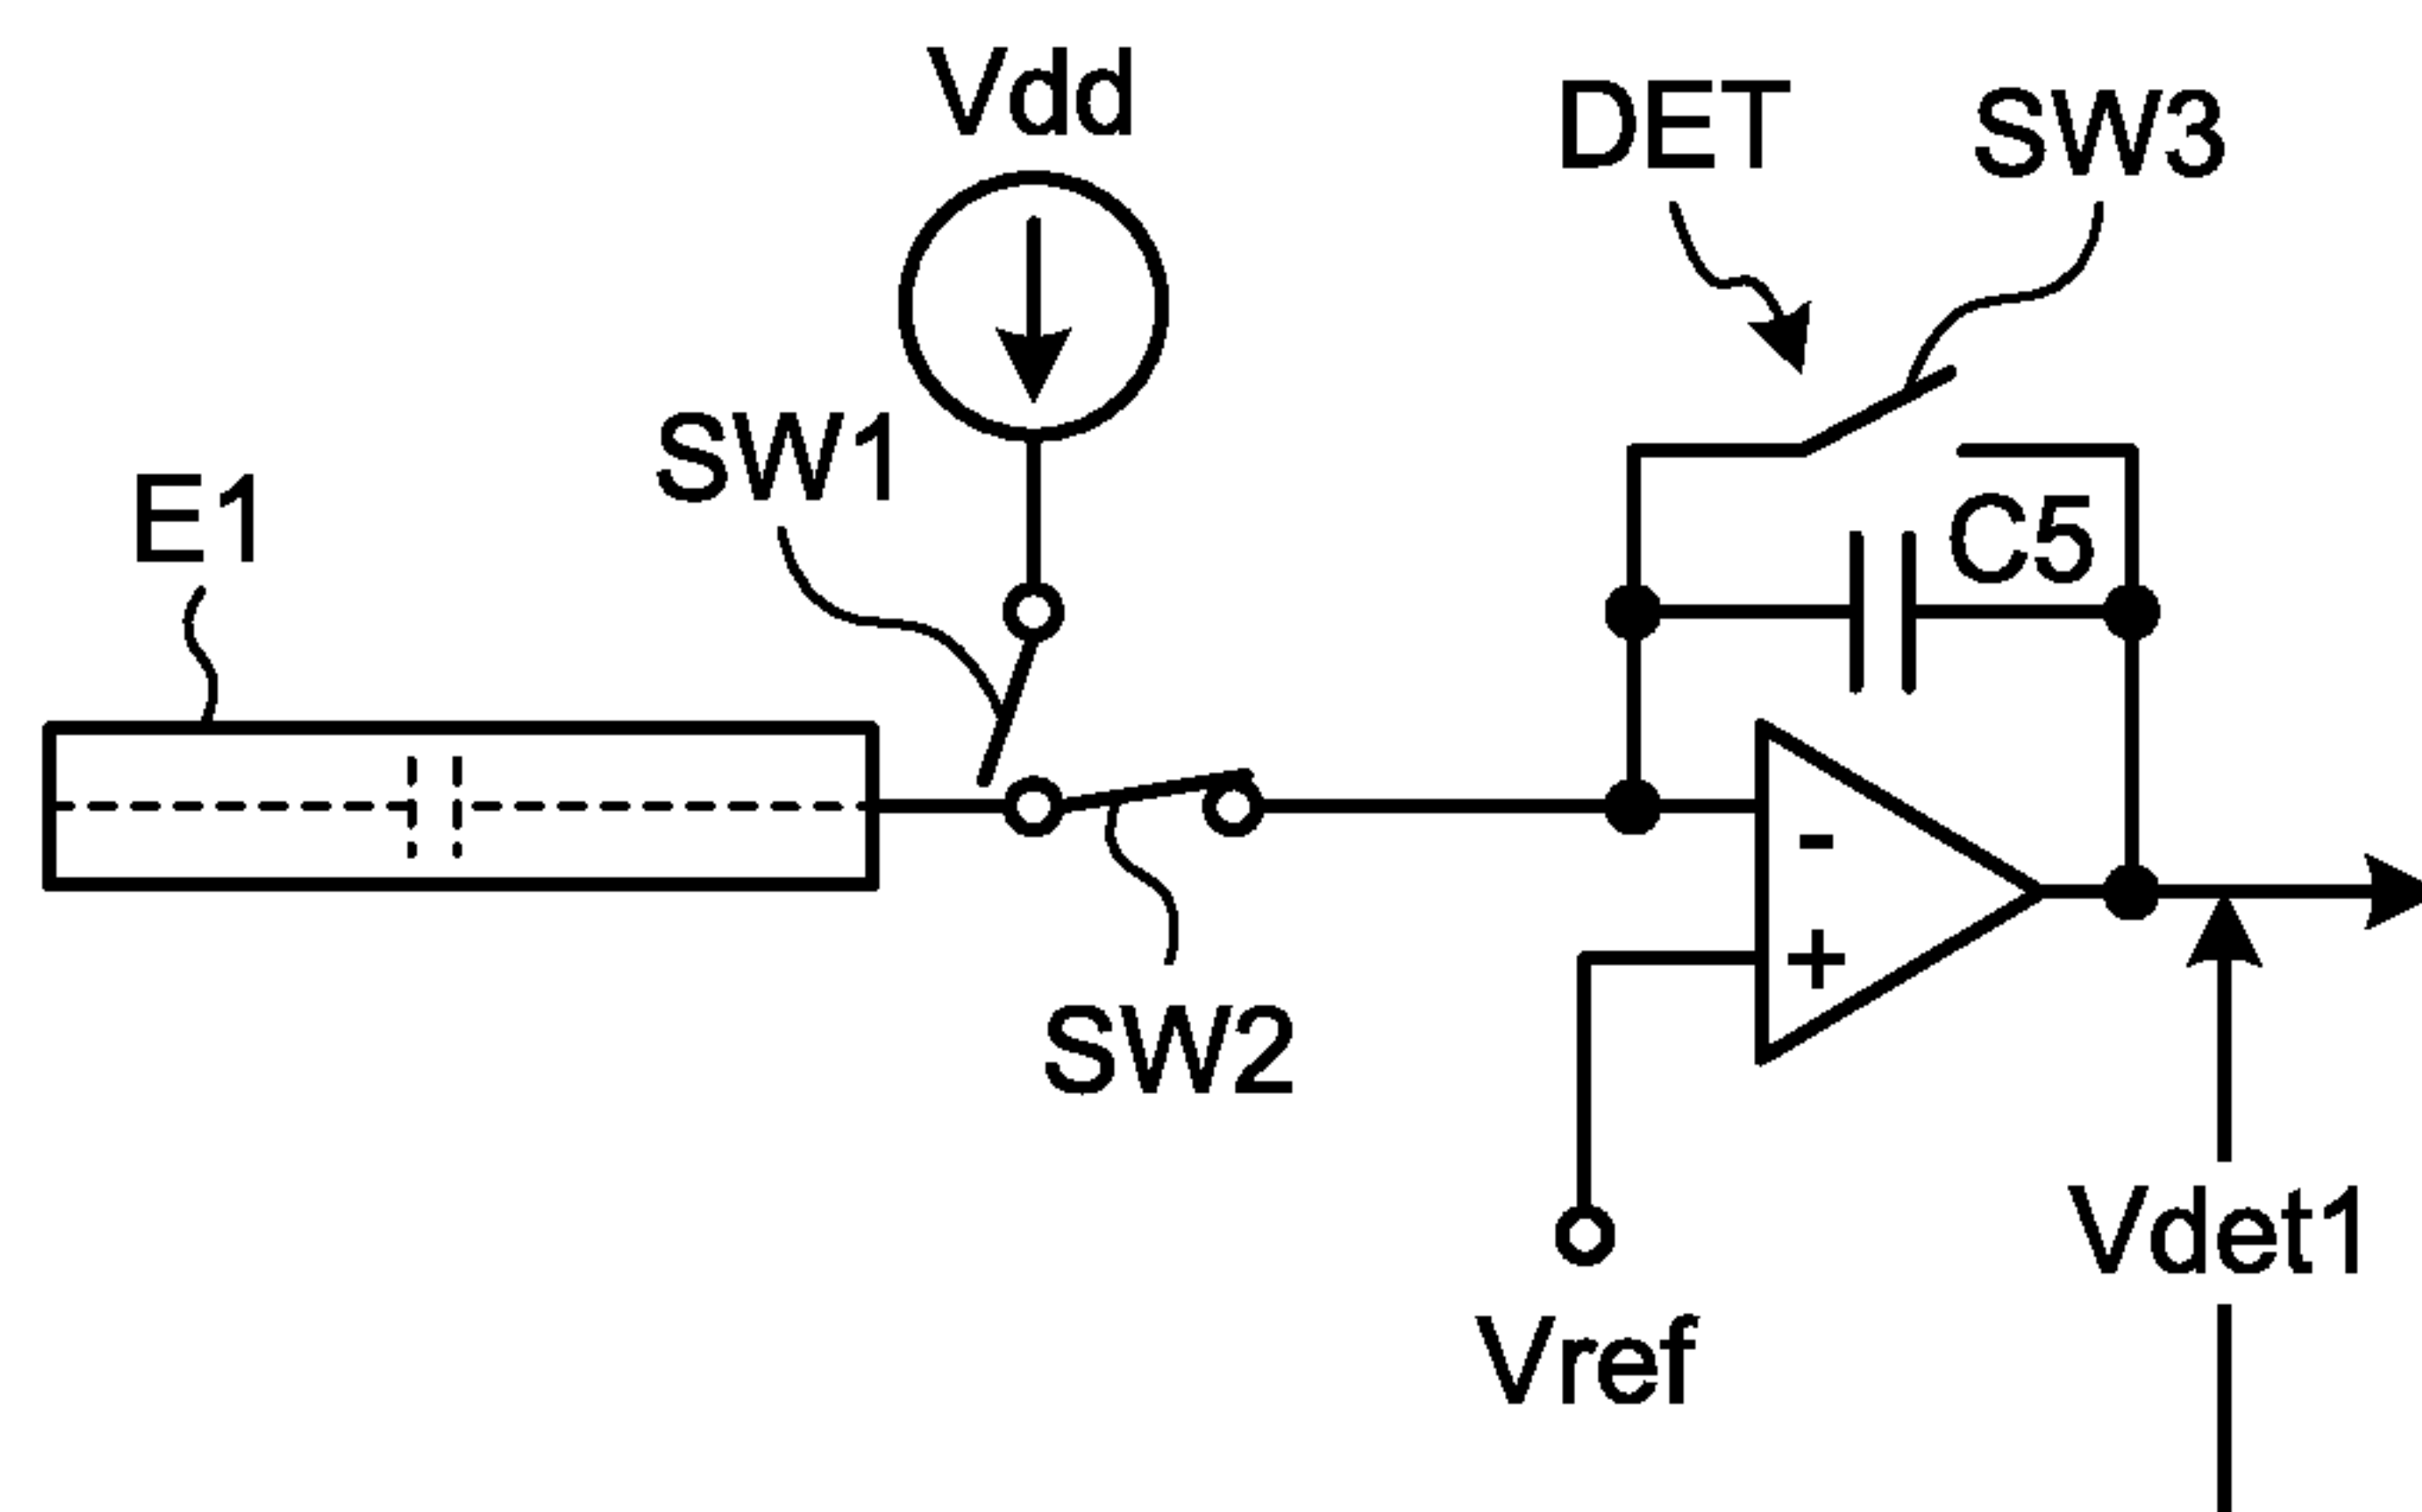 Vdd
DET
SW3
SW1
E1
C5
-
+
SW2
Vdet1
Vref